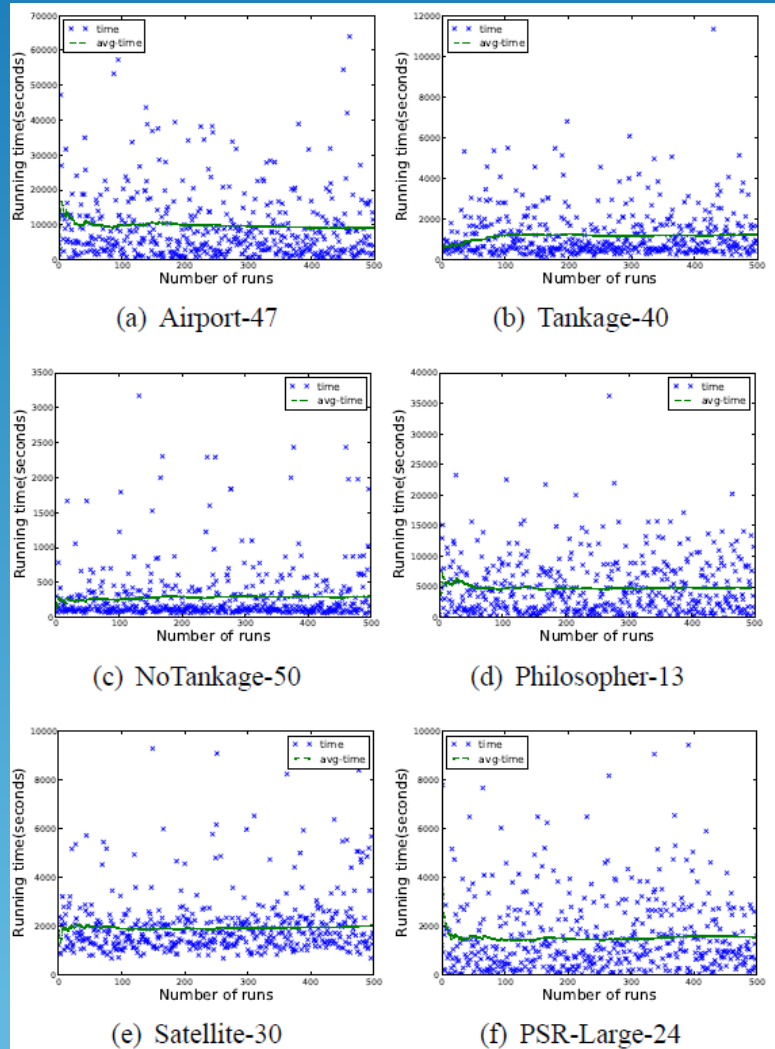 70000
60000
50000
40000
30000
20000
10000
0
Running time(seconds)
time
avg-time
0 100 200 300 400 500
Number of runs
(a) Airport-47
12000
10000
8000
6000
4000
2000
0
Running time(seconds)
time
avg-time
0 100 200 300 400 500
Number of runs
(b) Tankage-40
3500
3000
2500
2000
1500
1000
500
0
Running time(seconds)
time
avg-time
0 100 200 300 400 500
Number of runs
(c) NoTankage-50
40000
35000
30000
25000
20000
15000
10000
5000
0
Running time(seconds)
time
avg-time
0 100 200 300 400 500
Number of runs
(d) Philosopher-13
10000
8000
6000
4000
2000
0
Running time(seconds)
time
avg-time
0 100 200 300 400 500
Number of runs
(e) Satellite-30
10000
8000
6000
4000
2000
0
Running time(seconds)
time
avg-time
0 100 200 300 400 500
Number of runs
(f) PSR-Large-24